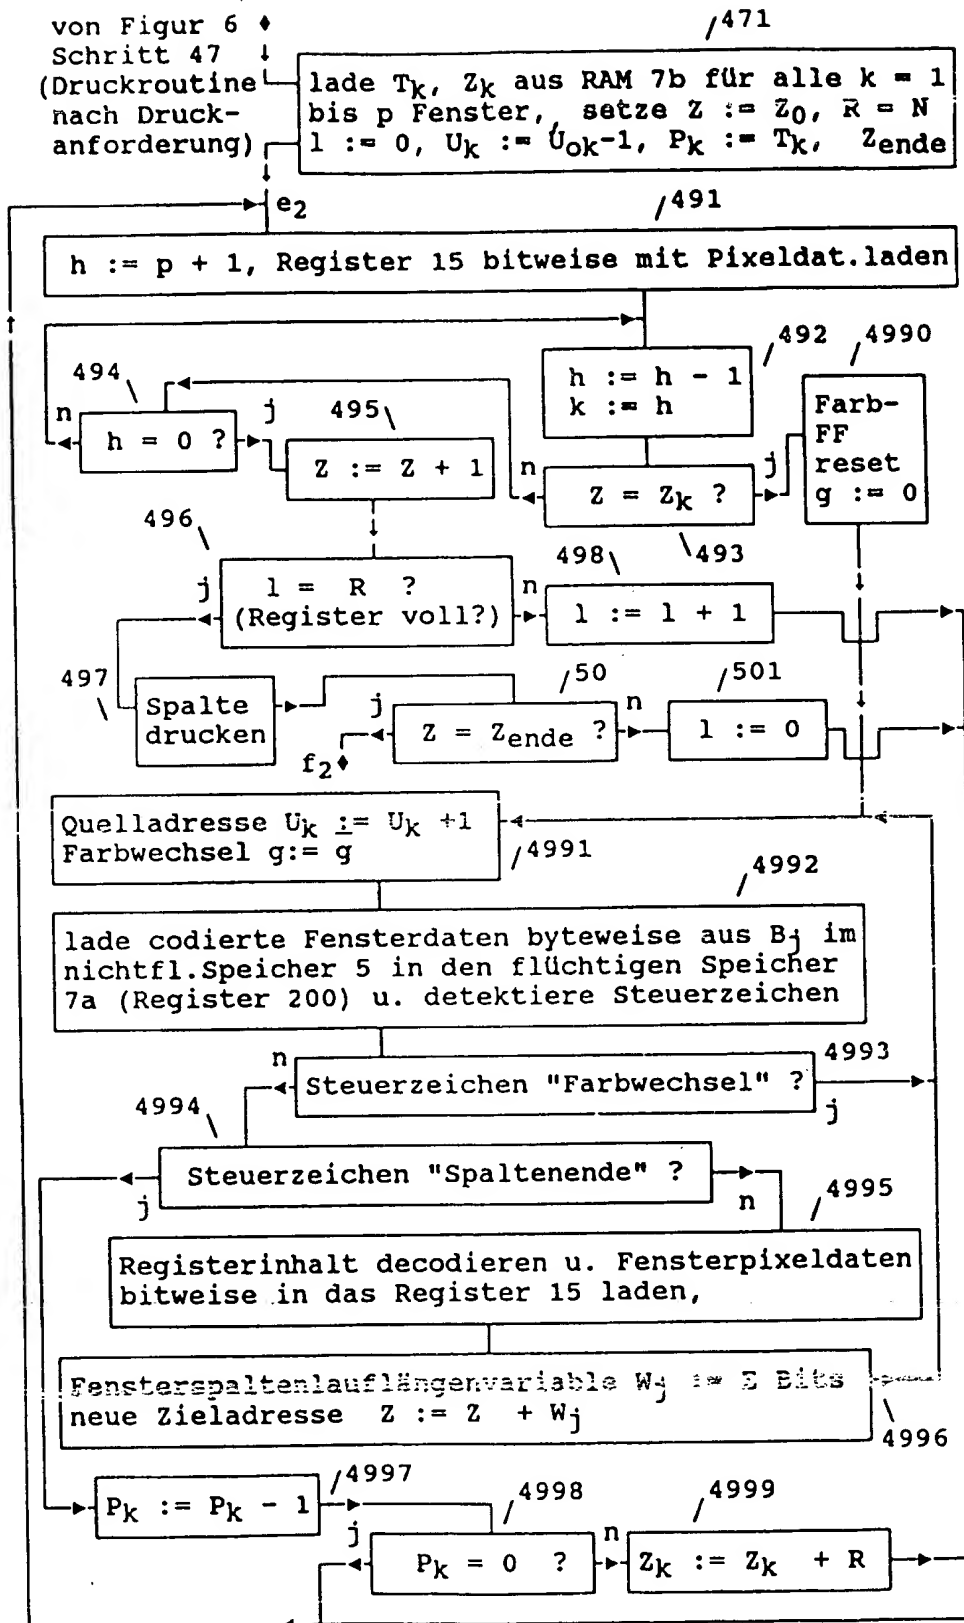 von Figur 6
Schritt 47
(Druckroutine
nach Druck-
anforderung)
471
lade Tk, Zk aus RAM 7b für alle k = 1
bis p Fenster, setze Z := Z0, R = N
l := 0, Uk := Uok-1, Pk := Tk, Zende
e2
491
h := p + 1, Register 15 bitweise mit Pixeldat.laden
492
h := h - 1
k := h
4990
Farb-
FF
reset
g := 0
494
n
h = 0 ?
j
495
Z := Z + 1
n
Z = Zk ?
j
493
496
j
l = R ?
(Register voll?)
n
498
l := l + 1
497
Spalte
drucken
j
50
Z = Zende ?
n
501
l := 0
f2
Quelladresse Uk := Uk +1
Farbwechsel g:= g
4991
4992
lade codierte Fensterdaten byteweise aus Bj im
nichtfl.Speicher 5 in den flüchtigen Speicher
7a (Register 200) u. detektiere Steuerzeichen
n
4993
Steuerzeichen "Farbwechsel" ?
j
4994
Steuerzeichen "Spaltenende" ?
j
n
4995
Registerinhalt decodieren u. Fensterpixeldaten
bitweise in das Register 15 laden,
Fensterspaltenlauflängenvariable Wj := Σ Bits
neue Zieladresse Z := Z + Wj
4996
4997
Pk := Pk - 1
4998
j
Pk = 0 ?
n
4999
Zk := Zk + R